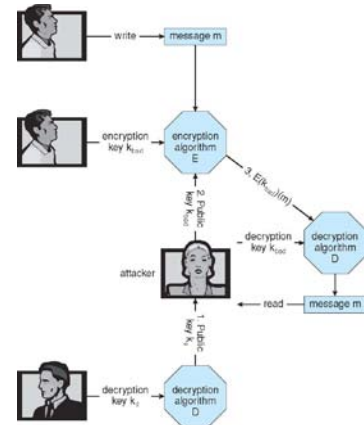 write
message m
encryption
key k_bad
encryption
algorithm
E
3. E(k_bad)(m)
2. Public
key k_bad
decryption
key k_bad
decryption
algorithm
D
attacker
read
message m
1. Public
key k_e
decryption
key k_d
decryption
algorithm
D